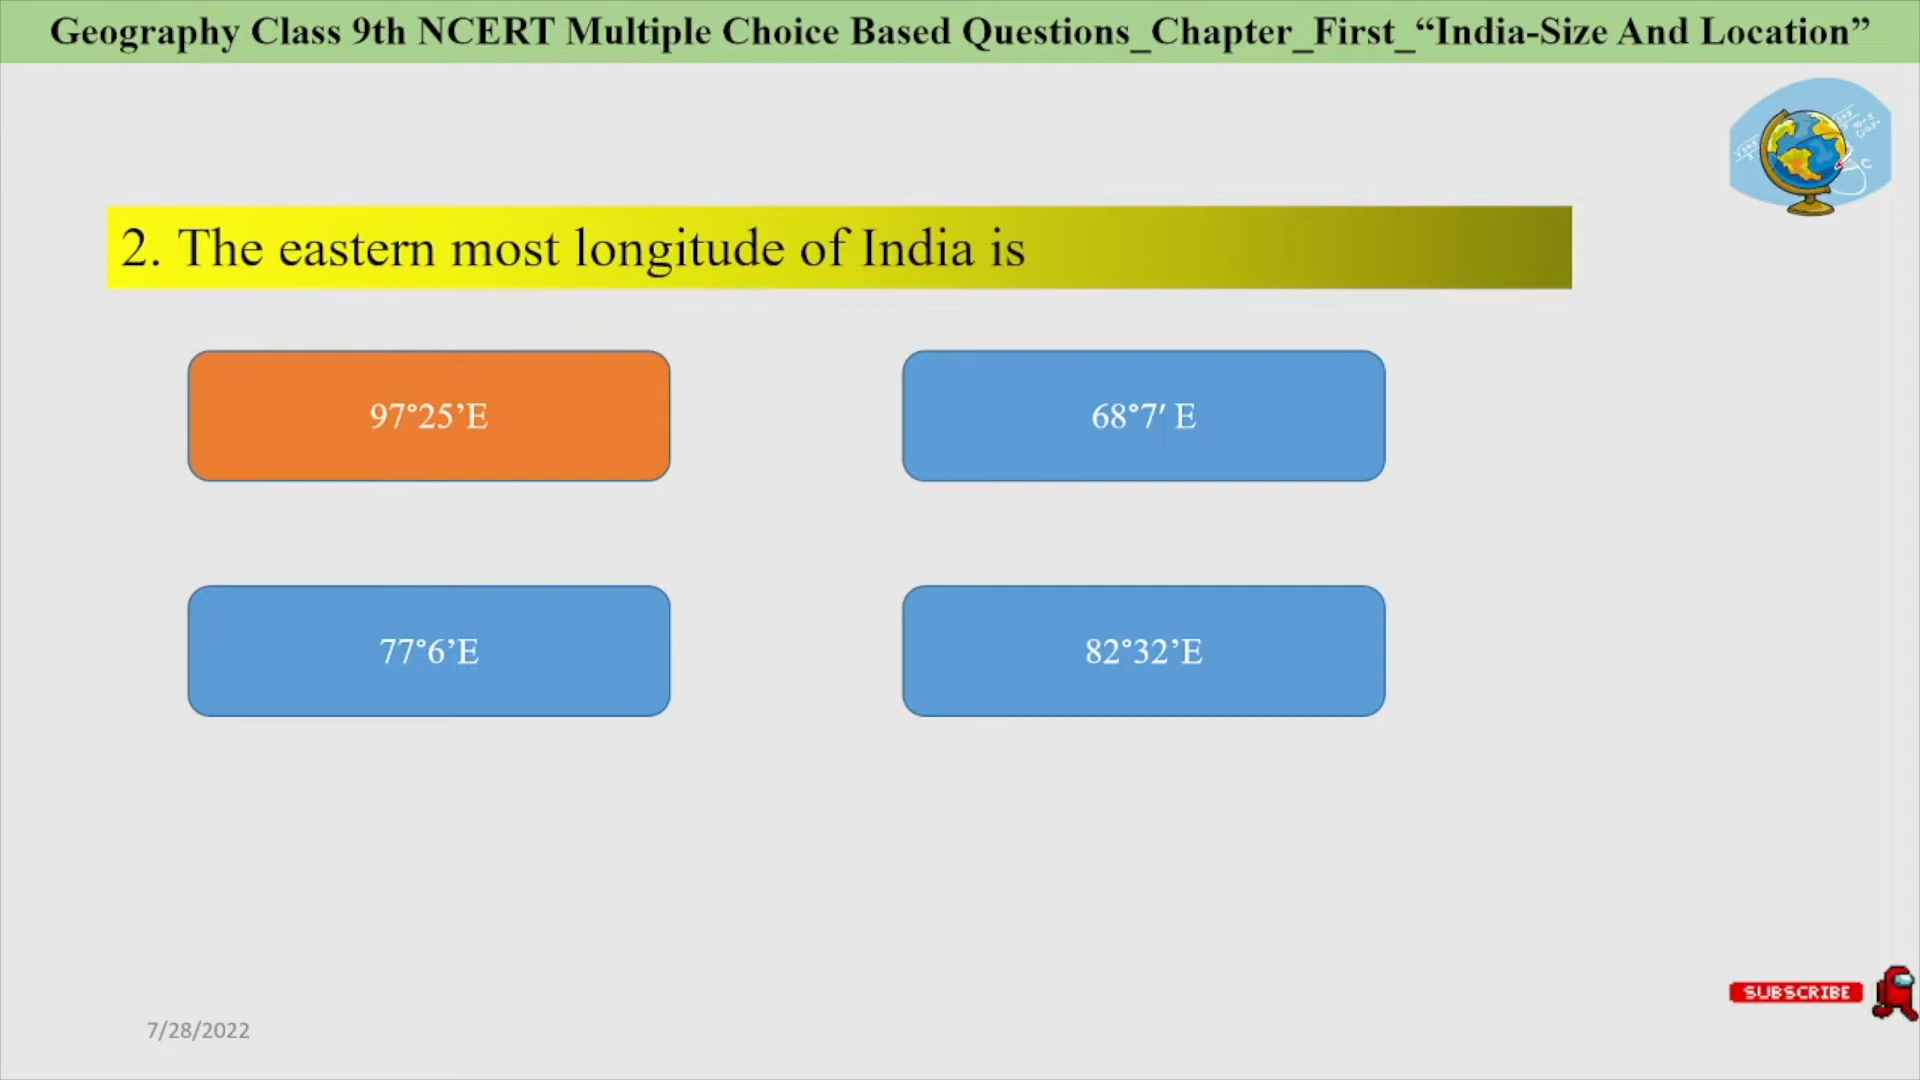 Geography Class 9th NCERT Multiple Choice Based Questions_Chapter_First_“India-Size And Location”
2. The eastern most longitude of India is
97°25’E
68°7′ E
77°6’E
82°32’E
SUBSCRIBE
7/28/2022